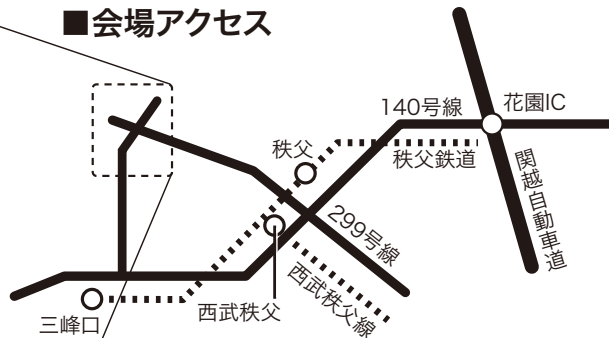 ■会場アクセス
140号線
花園IC
秩父
秩父鉄道
関越自動車道
299号線
西武秩父線
西武秩父
三峰口